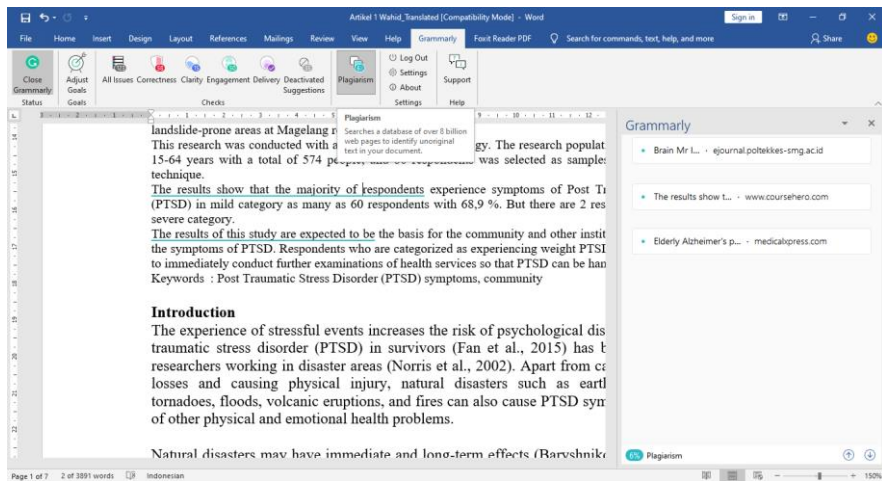 Artikel 1 Wahid_Translated [Compatibility Mode] - Word
Sign in
File Home Insert Design Layout References Mailings Review View Help Grammarly Foxit Reader PDF Search for commands, text, help, and more Share
Close Grammarly
Adjust Goals
All Issues Correctness Clarity Engagement Delivery Deactivated Suggestions
Plagiarism
Log Out
Settings
About
Support
Status Goals Checks Settings Help
Plagiarism
Searches a database of over 8 billion
web pages to identify unoriginal
text in your document.
landslide-prone areas at Magelang
This research was conducted with a gy. The research populat
15-64 years with a total of 574 was selected as samples
technique.
The results show that the majority of respondents experience symptoms of Post Tr
(PTSD) in mild category as many as 60 respondents with 68,9 %. But there are 2 res
severe category.
The results of this study are expected to be the basis for the community and other instit
the symptoms of PTSD. Respondents who are categorized as experiencing weight PTSI
to immediately conduct further examinations of health services so that PTSD can be han
Keywords : Post Traumatic Stress Disorder (PTSD) symptoms, community
Introduction
The experience of stressful events increases the risk of psychological dis
traumatic stress disorder (PTSD) in survivors (Fan et al., 2015) has b
researchers working in disaster areas (Norris et al., 2002). Apart from ca
losses and causing physical injury, natural disasters such as eartl
tornadoes, floods, volcanic eruptions, and fires can also cause PTSD sym
of other physical and emotional health problems.
Natural disasters may have immediate and long-term effects (Baryshnike
Grammarly
Brain Mr I... · ejournal.poltekkes-smg.ac.id
The results show t... · www.coursehero.com
Elderly Alzheimer's p... · medicalxpress.com
6% Plagiarism
Page 1 of 7 2 of 3891 words Indonesian 150%